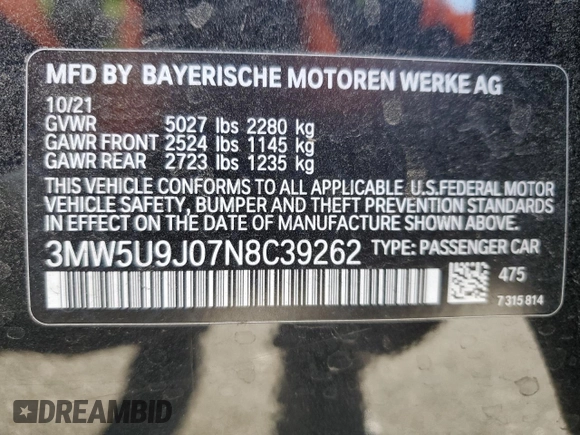 MFD BY BAYERISCHE MOTOREN WERKE AG
10/21
GVWR 5027 lbs 2280 kg
GAWR FRONT 2524 lbs 1145 kg
GAWR REAR 2723 lbs 1235 kg
THIS VEHICLE CONFORMS TO ALL APPLICABLE U.S.FEDERAL MOTOR
VEHICLE SAFETY, BUMPER AND THEFT PREVENTION STANDARDS
IN EFFECT ON THE DATE OF MANUFACTURE SHOWN ABOVE.
3MW5U9J07N8C39262 TYPE: PASSENGER CAR
475
7 315 814
DREAMBID